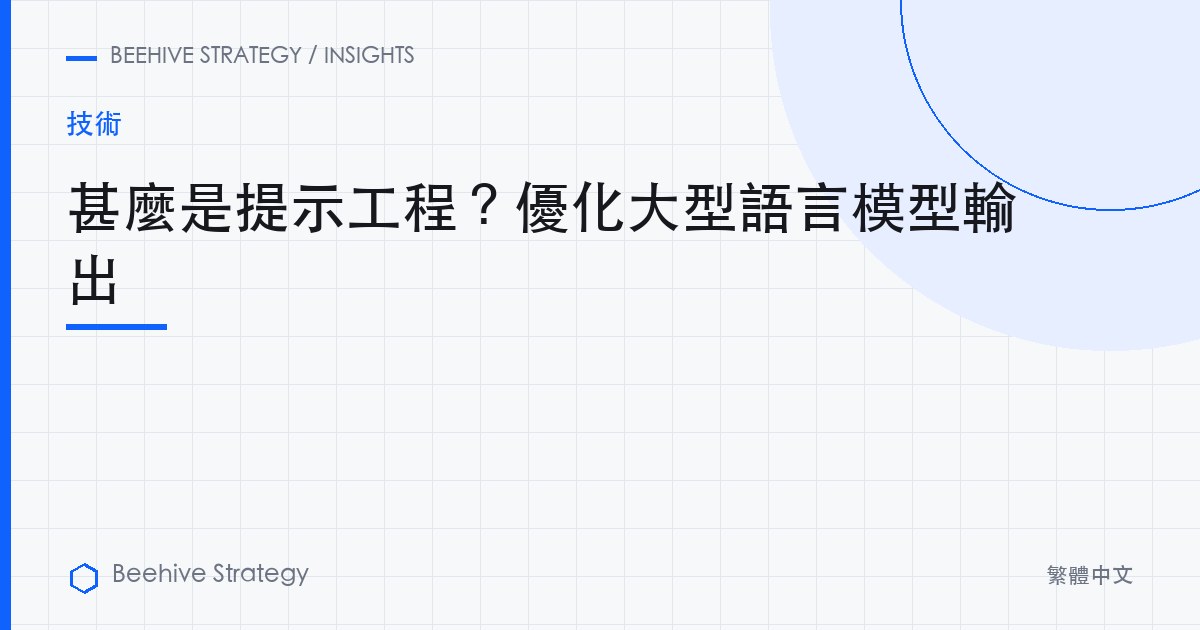 BEEHIVE STRATEGY / INSIGHTS
技術
甚麼是提示工程？優化大型語言模型輸
出
Beehive Strategy
繁體中文